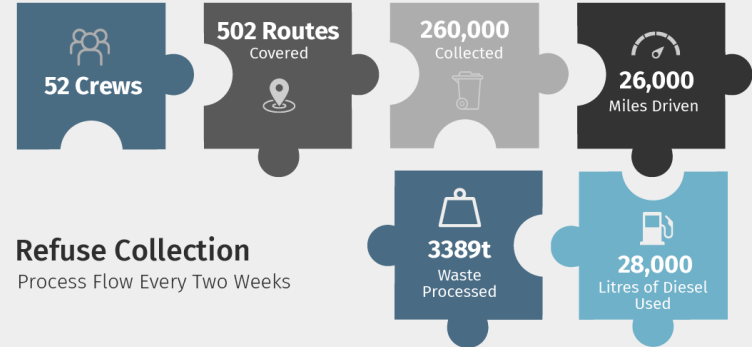 52 Crews
502 Routes
Covered
260,000
Collected
26,000
Miles Driven
Refuse Collection
Process Flow Every Two Weeks
3389t
Waste
Processed
28,000
Litres of Diesel
Used